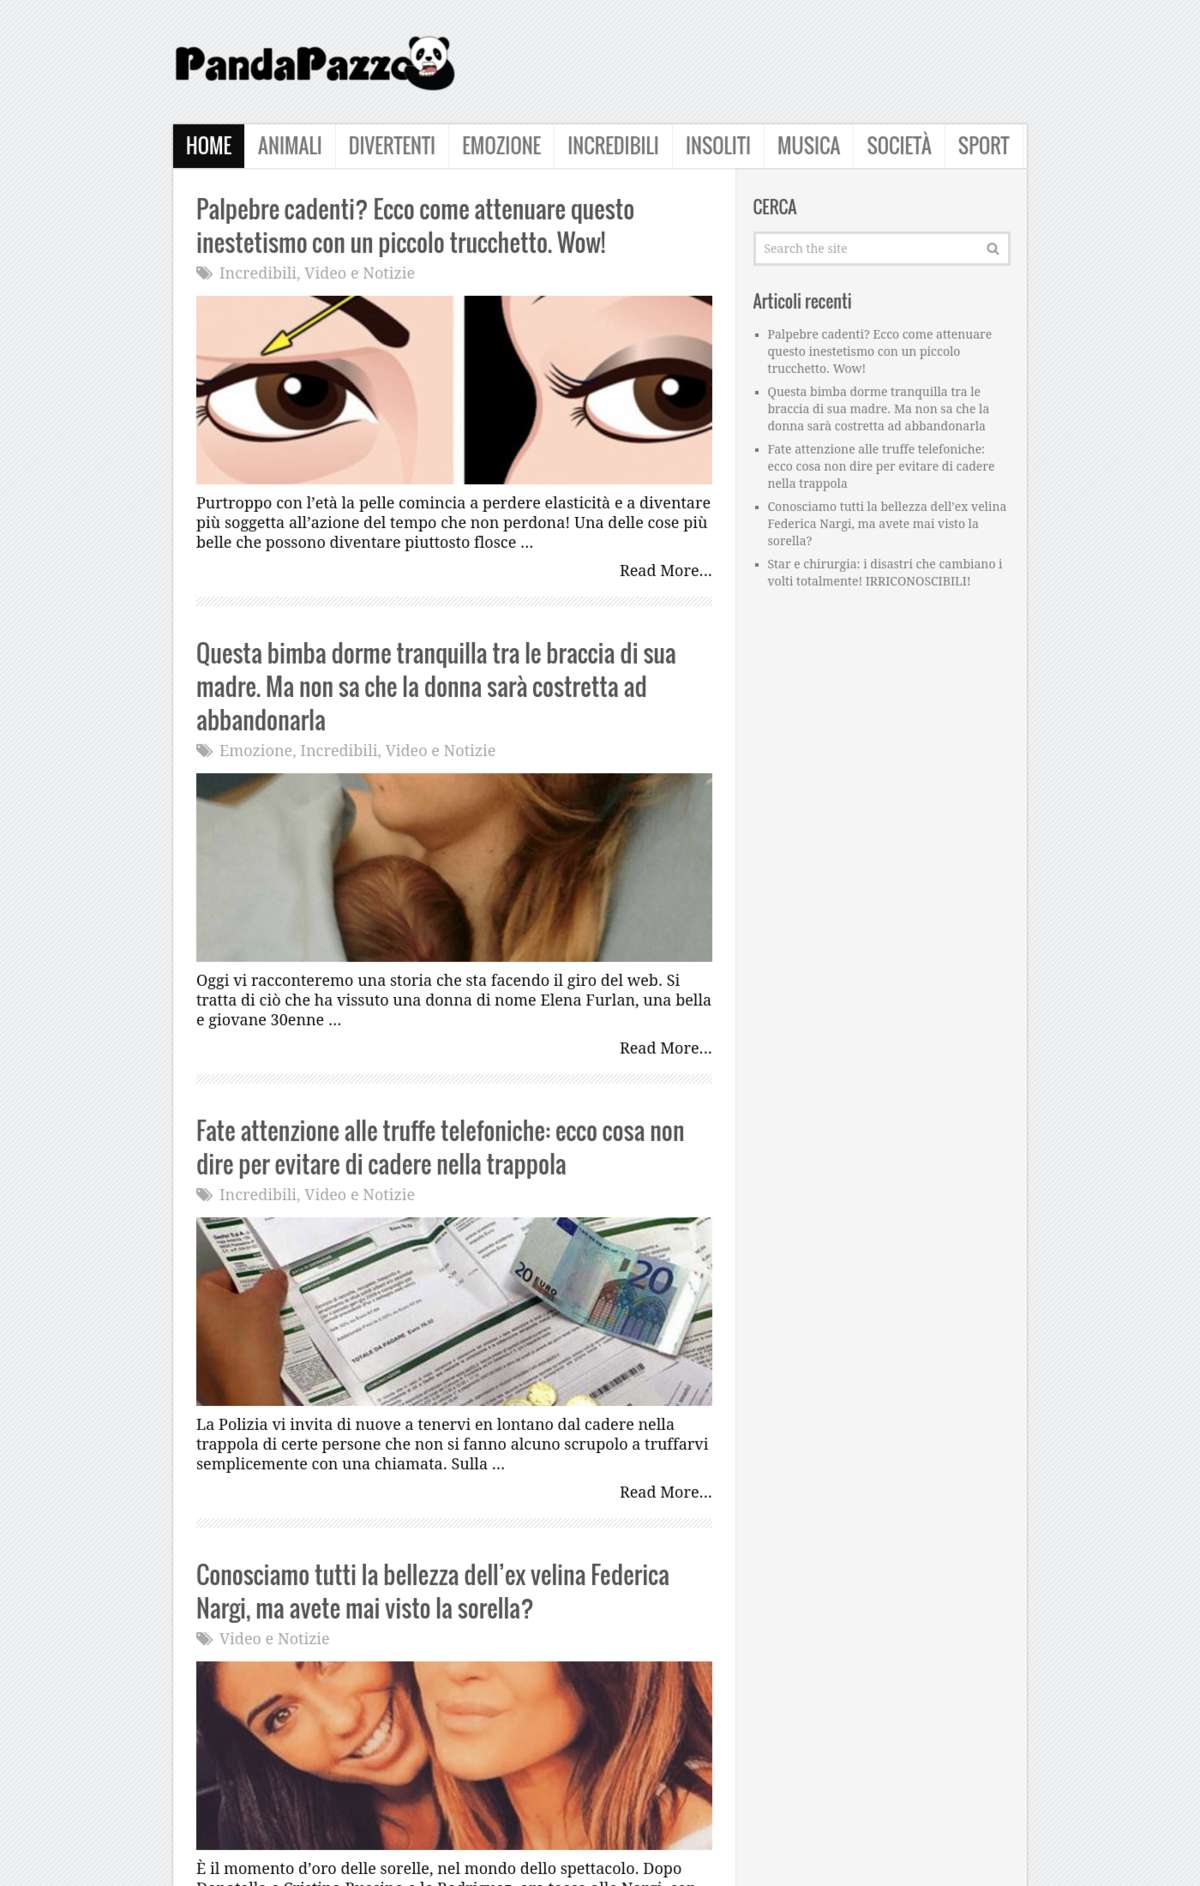 PandaPazzo
HOME ANIMALI DIVERTENTI EMOZIONE INCREDIBILI INSOLITI MUSICA SOCIETÀ SPORT
Palpebre cadenti? Ecco come attenuare questo
inestetismo con un piccolo trucchetto. Wow!
Incredibili, Video e Notizie
Purtroppo con l’età la pelle comincia a perdere elasticità e a diventare
più soggetta all’azione del tempo che non perdona! Una delle cose più
belle che possono diventare piuttosto flosce ...
Read More...
Questa bimba dorme tranquilla tra le braccia di sua
madre. Ma non sa che la donna sarà costretta ad
abbandonarla
Emozione, Incredibili, Video e Notizie
Oggi vi racconteremo una storia che sta facendo il giro del web. Si
tratta di ciò che ha vissuto una donna di nome Elena Furlan, una bella
e giovane 30enne ...
Read More...
Fate attenzione alle truffe telefoniche: ecco cosa non
dire per evitare di cadere nella trappola
Incredibili, Video e Notizie
20 EURO
20
TOTALE DA PAGARE
La Polizia vi invita di nuove a tenervi en lontano dal cadere nella
trappola di certe persone che non si fanno alcuno scrupolo a truffarvi
semplicemente con una chiamata. Sulla ...
Read More...
Conosciamo tutti la bellezza dell’ex velina Federica
Nargi, ma avete mai visto la sorella?
Video e Notizie
È il momento d’oro delle sorelle, nel mondo dello spettacolo. Dopo
CERCA
Search the site
Articoli recenti
Palpebre cadenti? Ecco come attenuare
questo inestetismo con un piccolo
trucchetto. Wow!
Questa bimba dorme tranquilla tra le
braccia di sua madre. Ma non sa che la
donna sarà costretta ad abbandonarla
Fate attenzione alle truffe telefoniche:
ecco cosa non dire per evitare di cadere
nella trappola
Conosciamo tutti la bellezza dell’ex velina
Federica Nargi, ma avete mai visto la
sorella?
Star e chirurgia: i disastri che cambiano i
volti totalmente! IRRICONOSCIBILI!